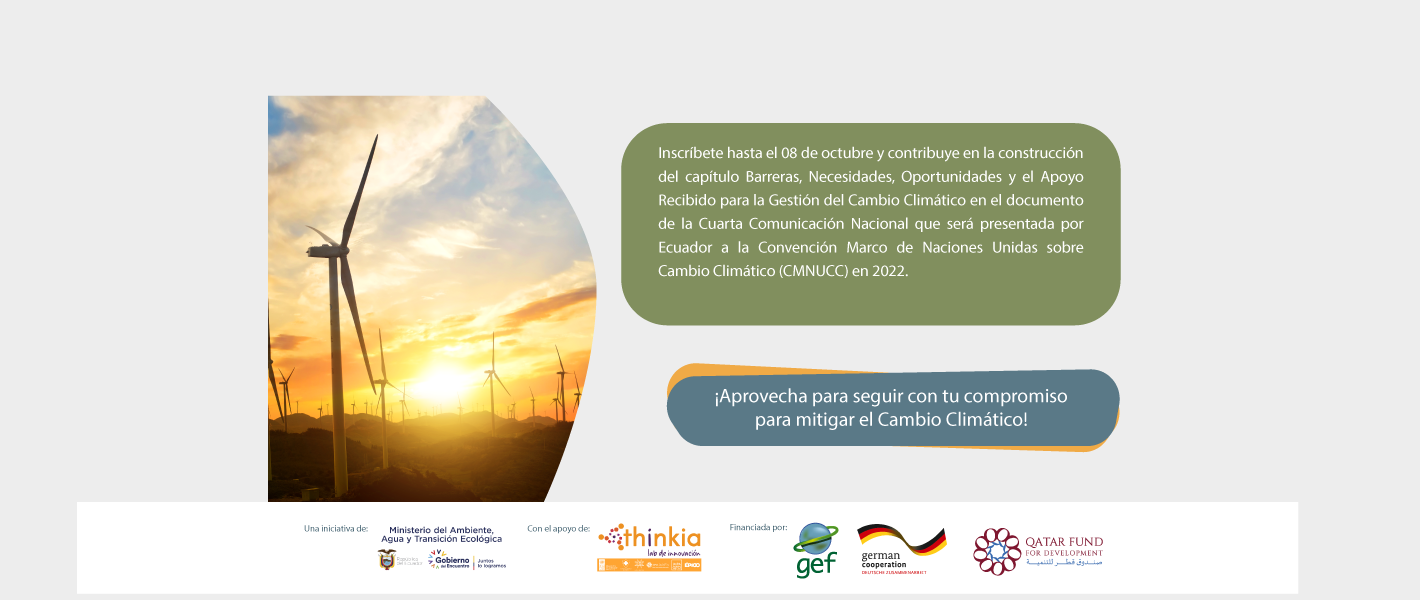 Inscríbete hasta el 08 de octubre y contribuye en la construcción
del capítulo Barreras, Necesidades, Oportunidades y el Apoyo
Recibido para la Gestión del Cambio Climático en el documento
de la Cuarta Comunicación Nacional que será presentada por
Ecuador a la Convención Marco de Naciones Unidas sobre
Cambio Climático (CMNUCC) en 2022.
¡Aprovecha para seguir con tu compromiso
para mitigar el Cambio Climático!
Una iniciativa de:
Ministerio del Ambiente,
Agua y Transición Ecológica
República
del Ecuador
Gobierno
del Encuentro
Juntos
lo logramos
Con el apoyo de:
thinkia
lab de innovación
Financiada por:
gef
german
cooperation
DEUTSCHE ZUSAMMENARBEIT
QATAR FUND
FOR DEVELOPMENT
صندوق قطر للتنمية